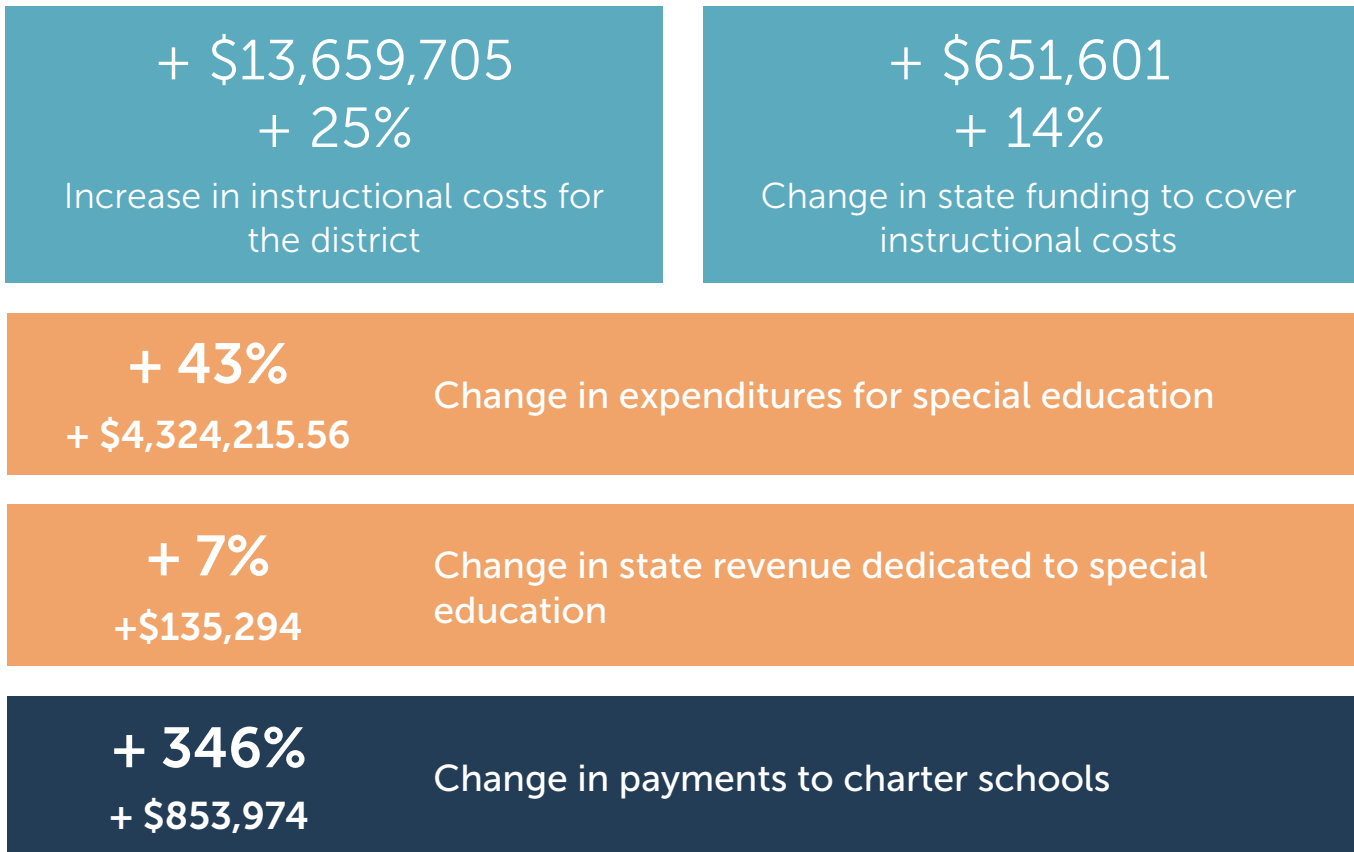 + $13,659,705
+ 25%
Increase in instructional costs for
the district
+ $651,601
+ 14%
Change in state funding to cover
instructional costs
+ 43%
+ $4,324,215.56
Change in expenditures for special education
+ 7%
+$135,294
Change in state revenue dedicated to special
education
+ 346%
+ $853,974
Change in payments to charter schools